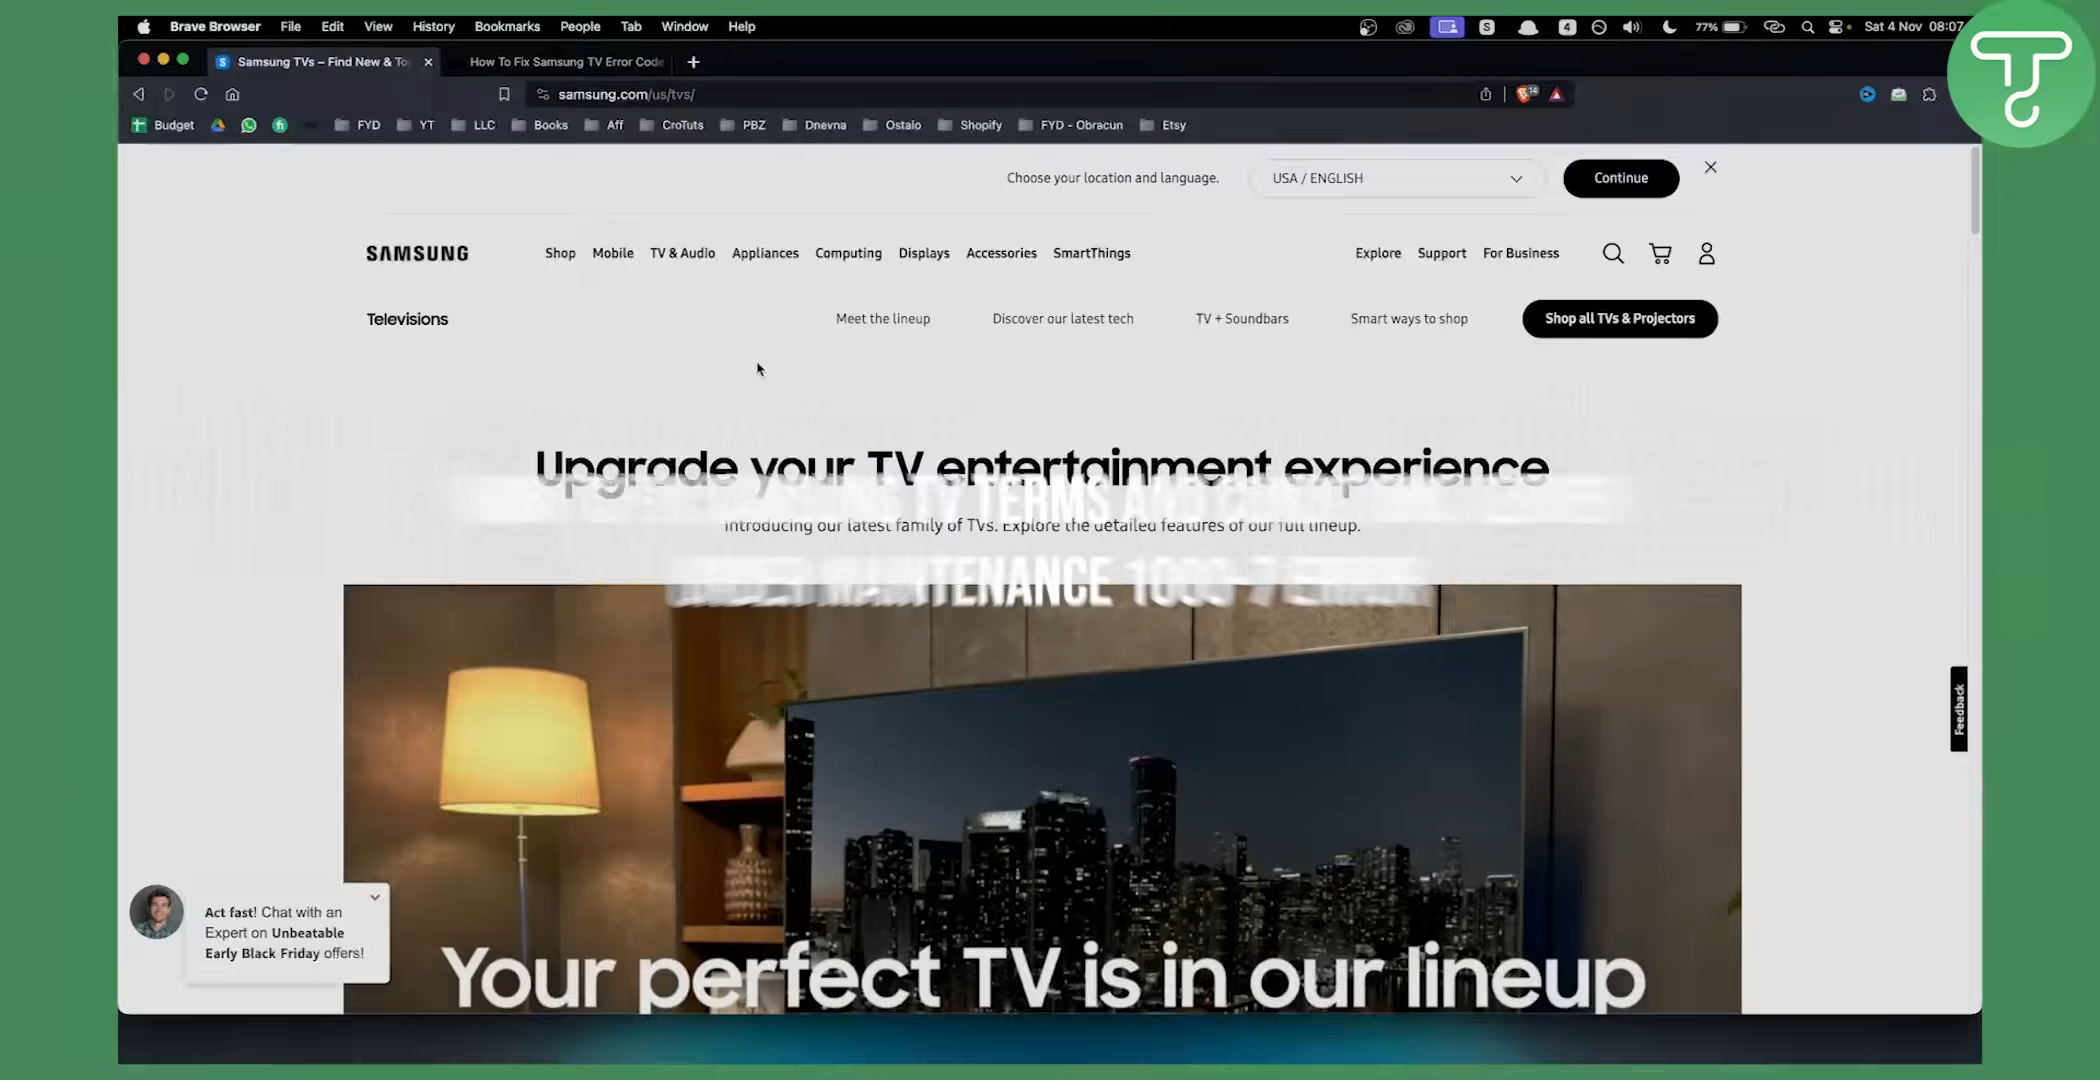 Brave Browser File Edit View History Bookmarks People Tab Window Help 4 77% Sat 4 Nov 08:07
Samsung TVs – Find New & To How To Fix Samsung TV Error Code
samsung.com/us/tvs/ 14
Budget FYD YT LLC Books Aff CroTuts PBZ Dnevna Ostalo Shopify FYD - Obracun Etsy
Choose your location and language. USA / ENGLISH Continue
SAMSUNG Shop Mobile TV & Audio Appliances Computing Displays Accessories SmartThings Explore Support For Business
Televisions Meet the lineup Discover our latest tech TV + Soundbars Smart ways to shop Shop all TVs & Projectors
Upgrade your TV entertainment experience
TV TERMS
Introducing our latest family of TVs. Explore the detailed features of our full lineup.
MAINTENANCE
Feedback
Act fast! Chat with an
Expert on Unbeatable
Early Black Friday offers!
Your perfect TV is in our lineup